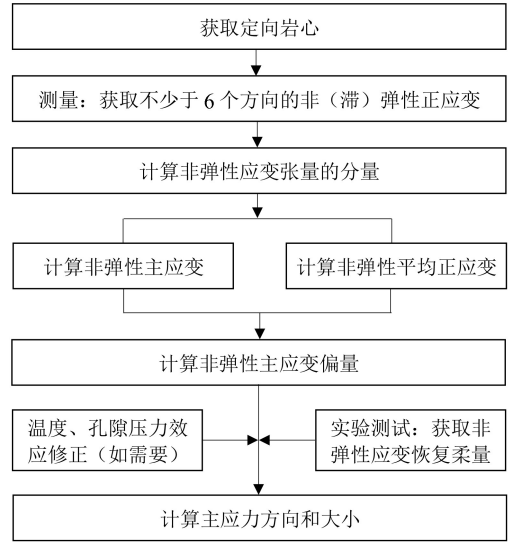 获取定向岩心
测量：获取不少于 6 个方向的非（滞）弹性正应变
计算非弹性应变张量的分量
计算非弹性主应变
计算非弹性平均正应变
计算非弹性主应变偏量
温度、孔隙压力效
应修正（如需要）
实验测试：获取非
弹性应变恢复柔量
计算主应力方向和大小